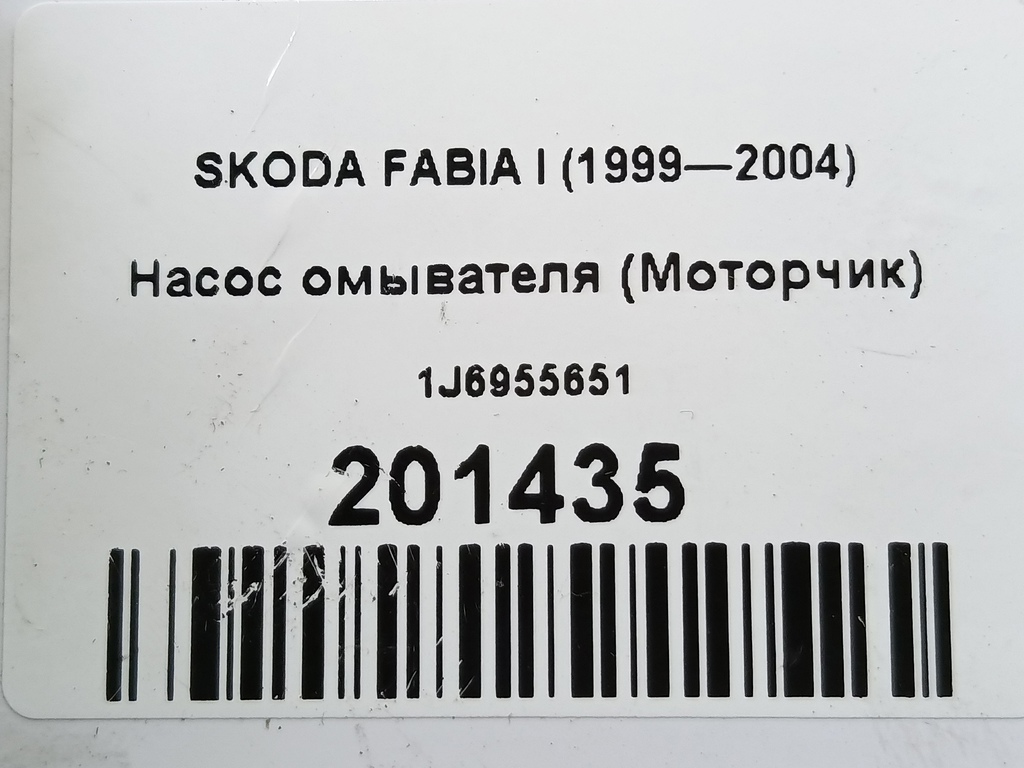 SKODA FABIA I (1999—2004)
Насос омывателя (Моторчик)
1J6955651
201435